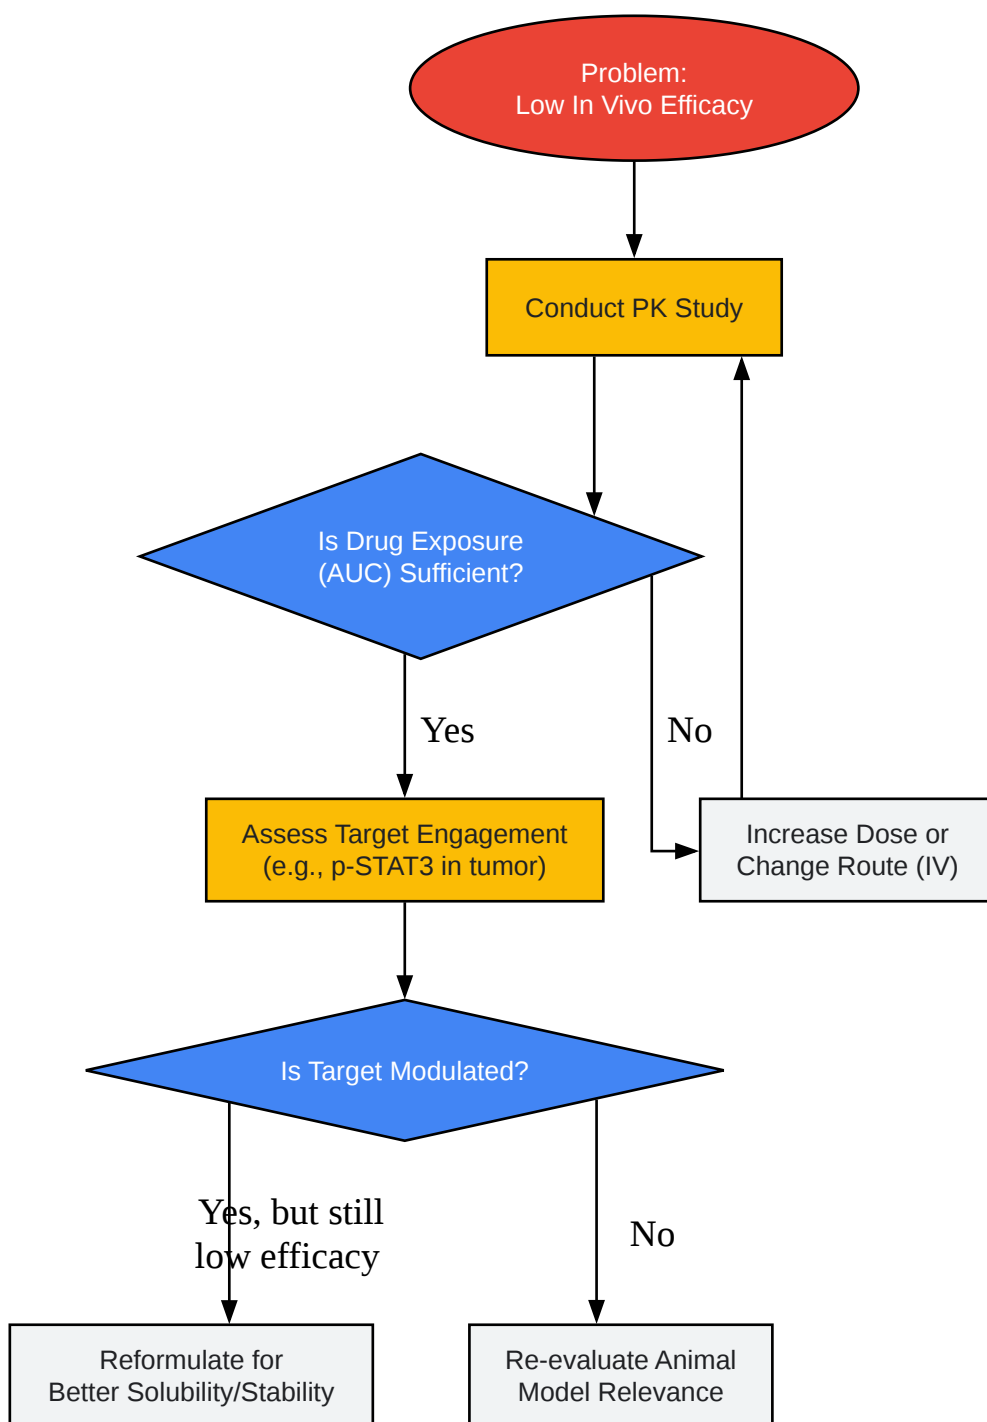 Problem:
Low In Vivo Efficacy
Conduct PK Study
Is Drug Exposure
(AUC) Sufficient?
Yes
No
Assess Target Engagement
(e.g., p-STAT3 in tumor)
Increase Dose or
Change Route (IV)
Is Target Modulated?
Yes, but still
low efficacy
No
Reformulate for
Better Solubility/Stability
Re-evaluate Animal
Model Relevance